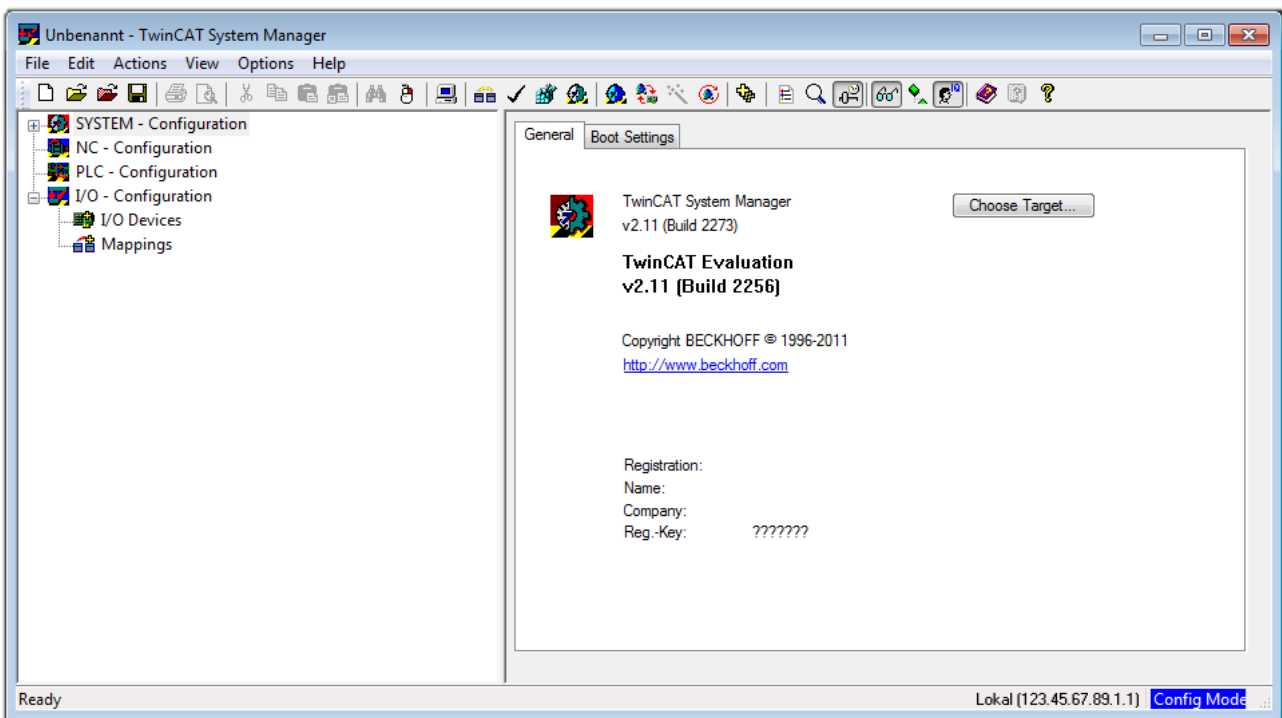 Unbenannt - TwinCAT System Manager
File Edit Actions View Options Help
SYSTEM - Configuration
NC - Configuration
PLC - Configuration
I/O - Configuration
I/O Devices
Mappings
General Boot Settings
TwinCAT System Manager
v2.11 (Build 2273)
Choose Target...
TwinCAT Evaluation
v2.11 (Build 2256)
Copyright BECKHOFF © 1996-2011
http://www.beckhoff.com
Registration:
Name:
Company:
Reg.-Key: ???????
Ready Lokal (123.45.67.89.1.1) Config Mode